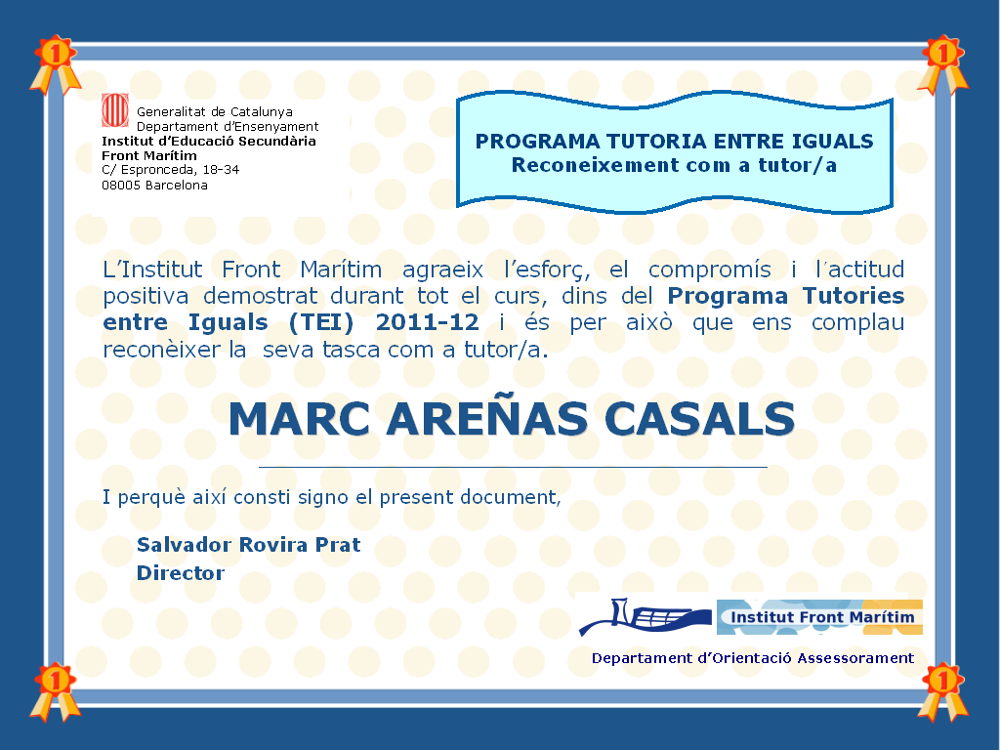 1
1
Generalitat de Catalunya
Departament d’Ensenyament
Institut d’Educació Secundària
Front Marítim
C/ Espronceda, 18-34
08005 Barcelona
PROGRAMA TUTORIA ENTRE IGUALS
Reconeixement com a tutor/a
L’Institut Front Marítim agraeix l’esforç, el compromís i l´actitud
positiva demostrat durant tot el curs, dins del Programa Tutories
entre Iguals (TEI) 2011-12 i és per això que ens complau
reconèixer la  seva tasca com a tutor/a.
MARC AREÑAS CASALS
I perquè així consti signo el present document,
Salvador Rovira Prat
Director
Institut Front Marítim
Departament d’Orientació Assessorament
1
1